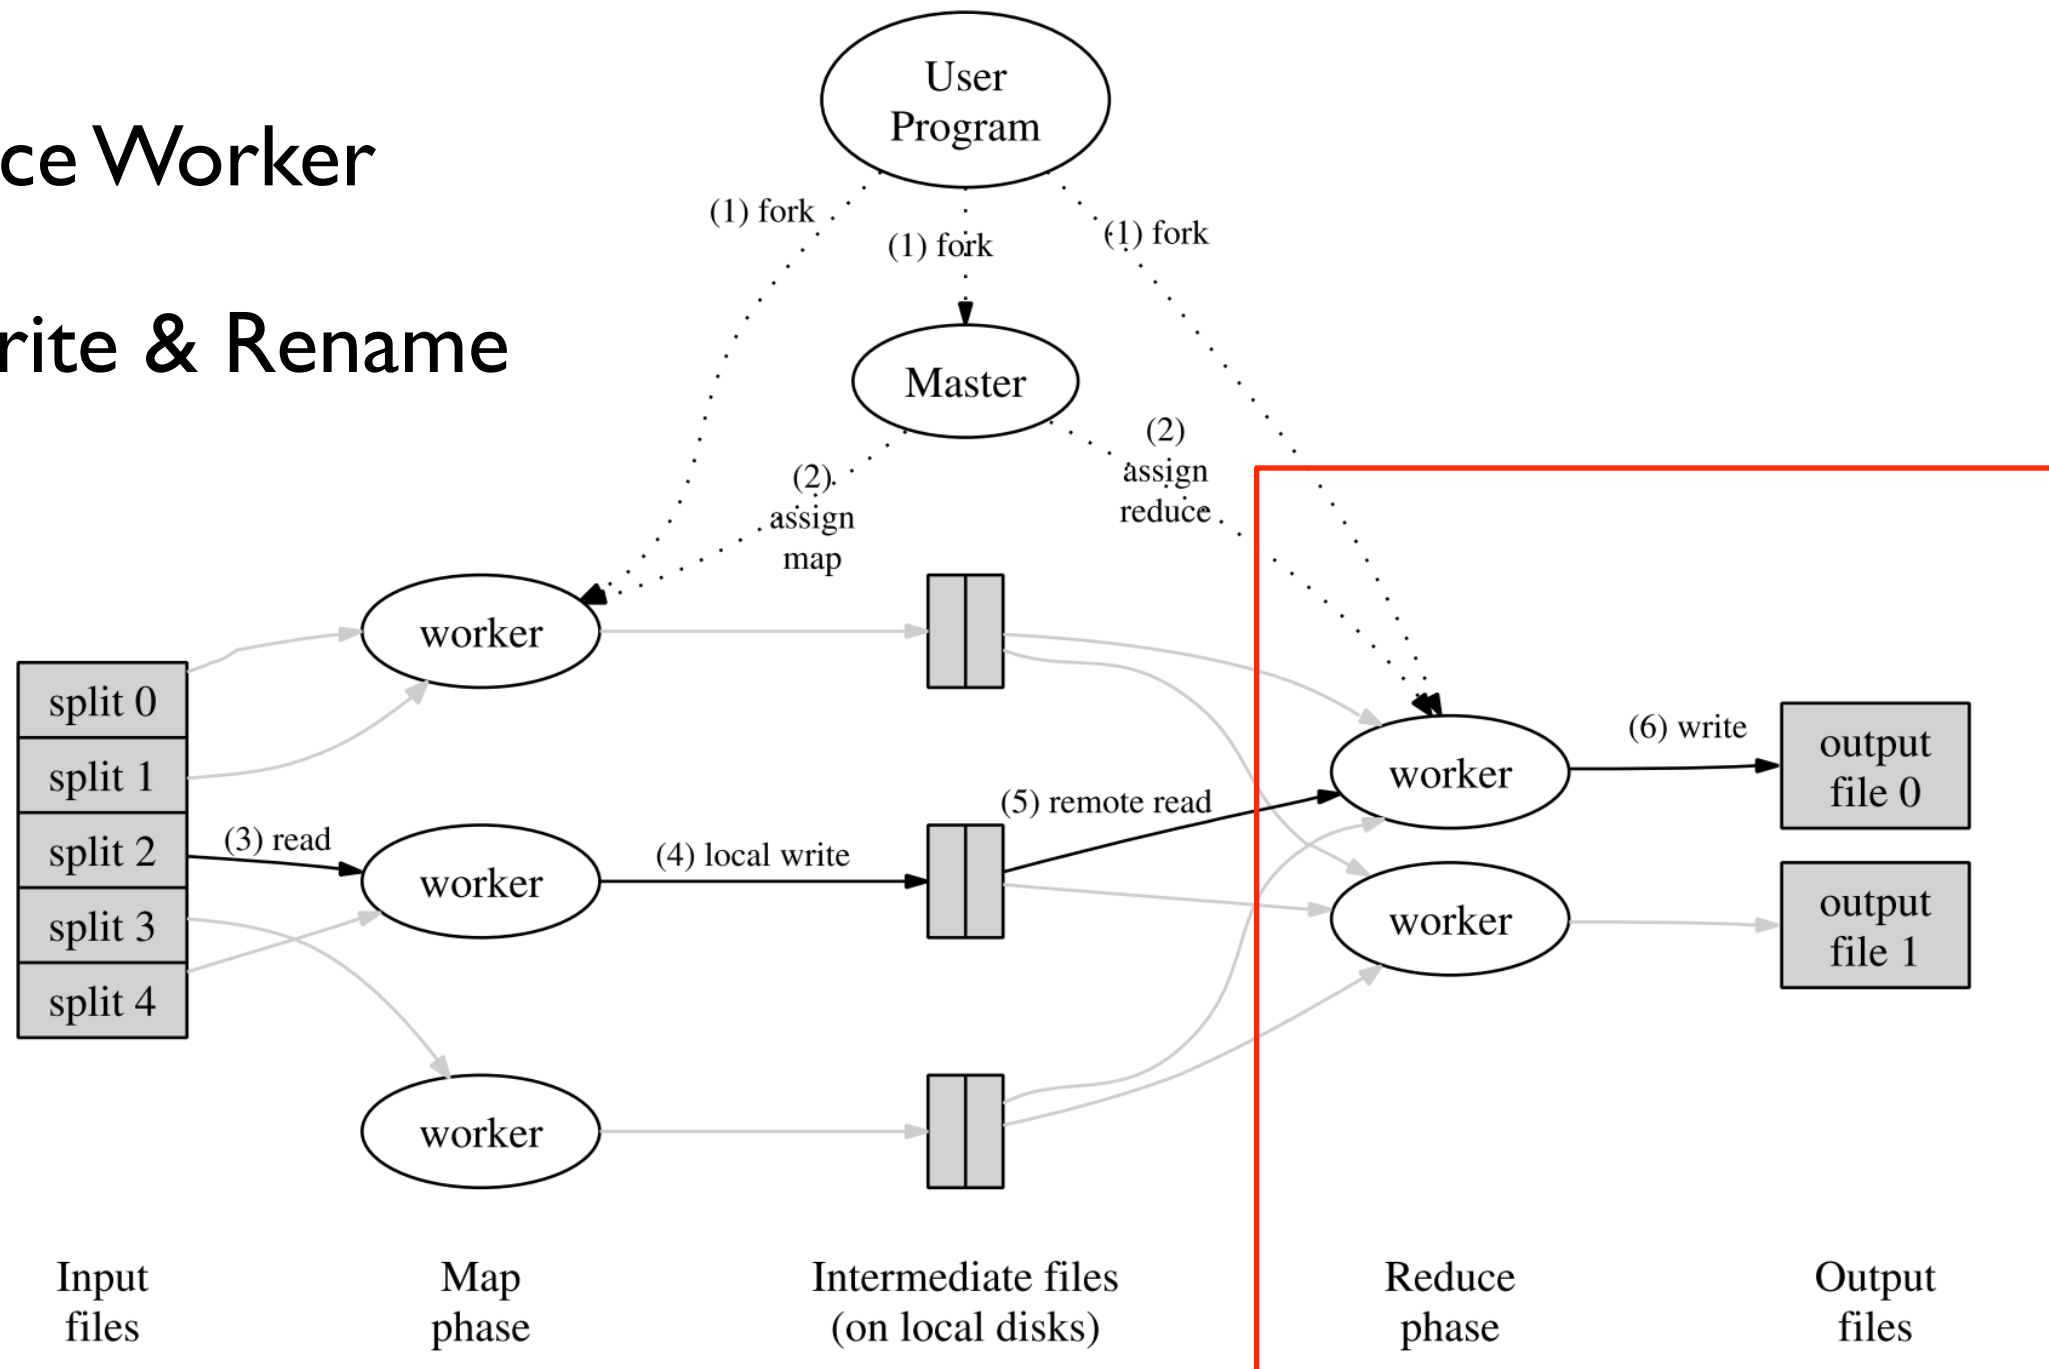 ce Worker
rite & Rename
User
Program
(1) fork
(1) fork
(1) fork
Master
(2)
assign
map
(2)
assign
reduce
worker
split 0
split 1
split 2
split 3
split 4
(3) read
worker
(4) local write
(5) remote read
worker
(6) write
output
file 0
worker
output
file 1
worker
Input
files
Map
phase
Intermediate files
(on local disks)
Reduce
phase
Output
files